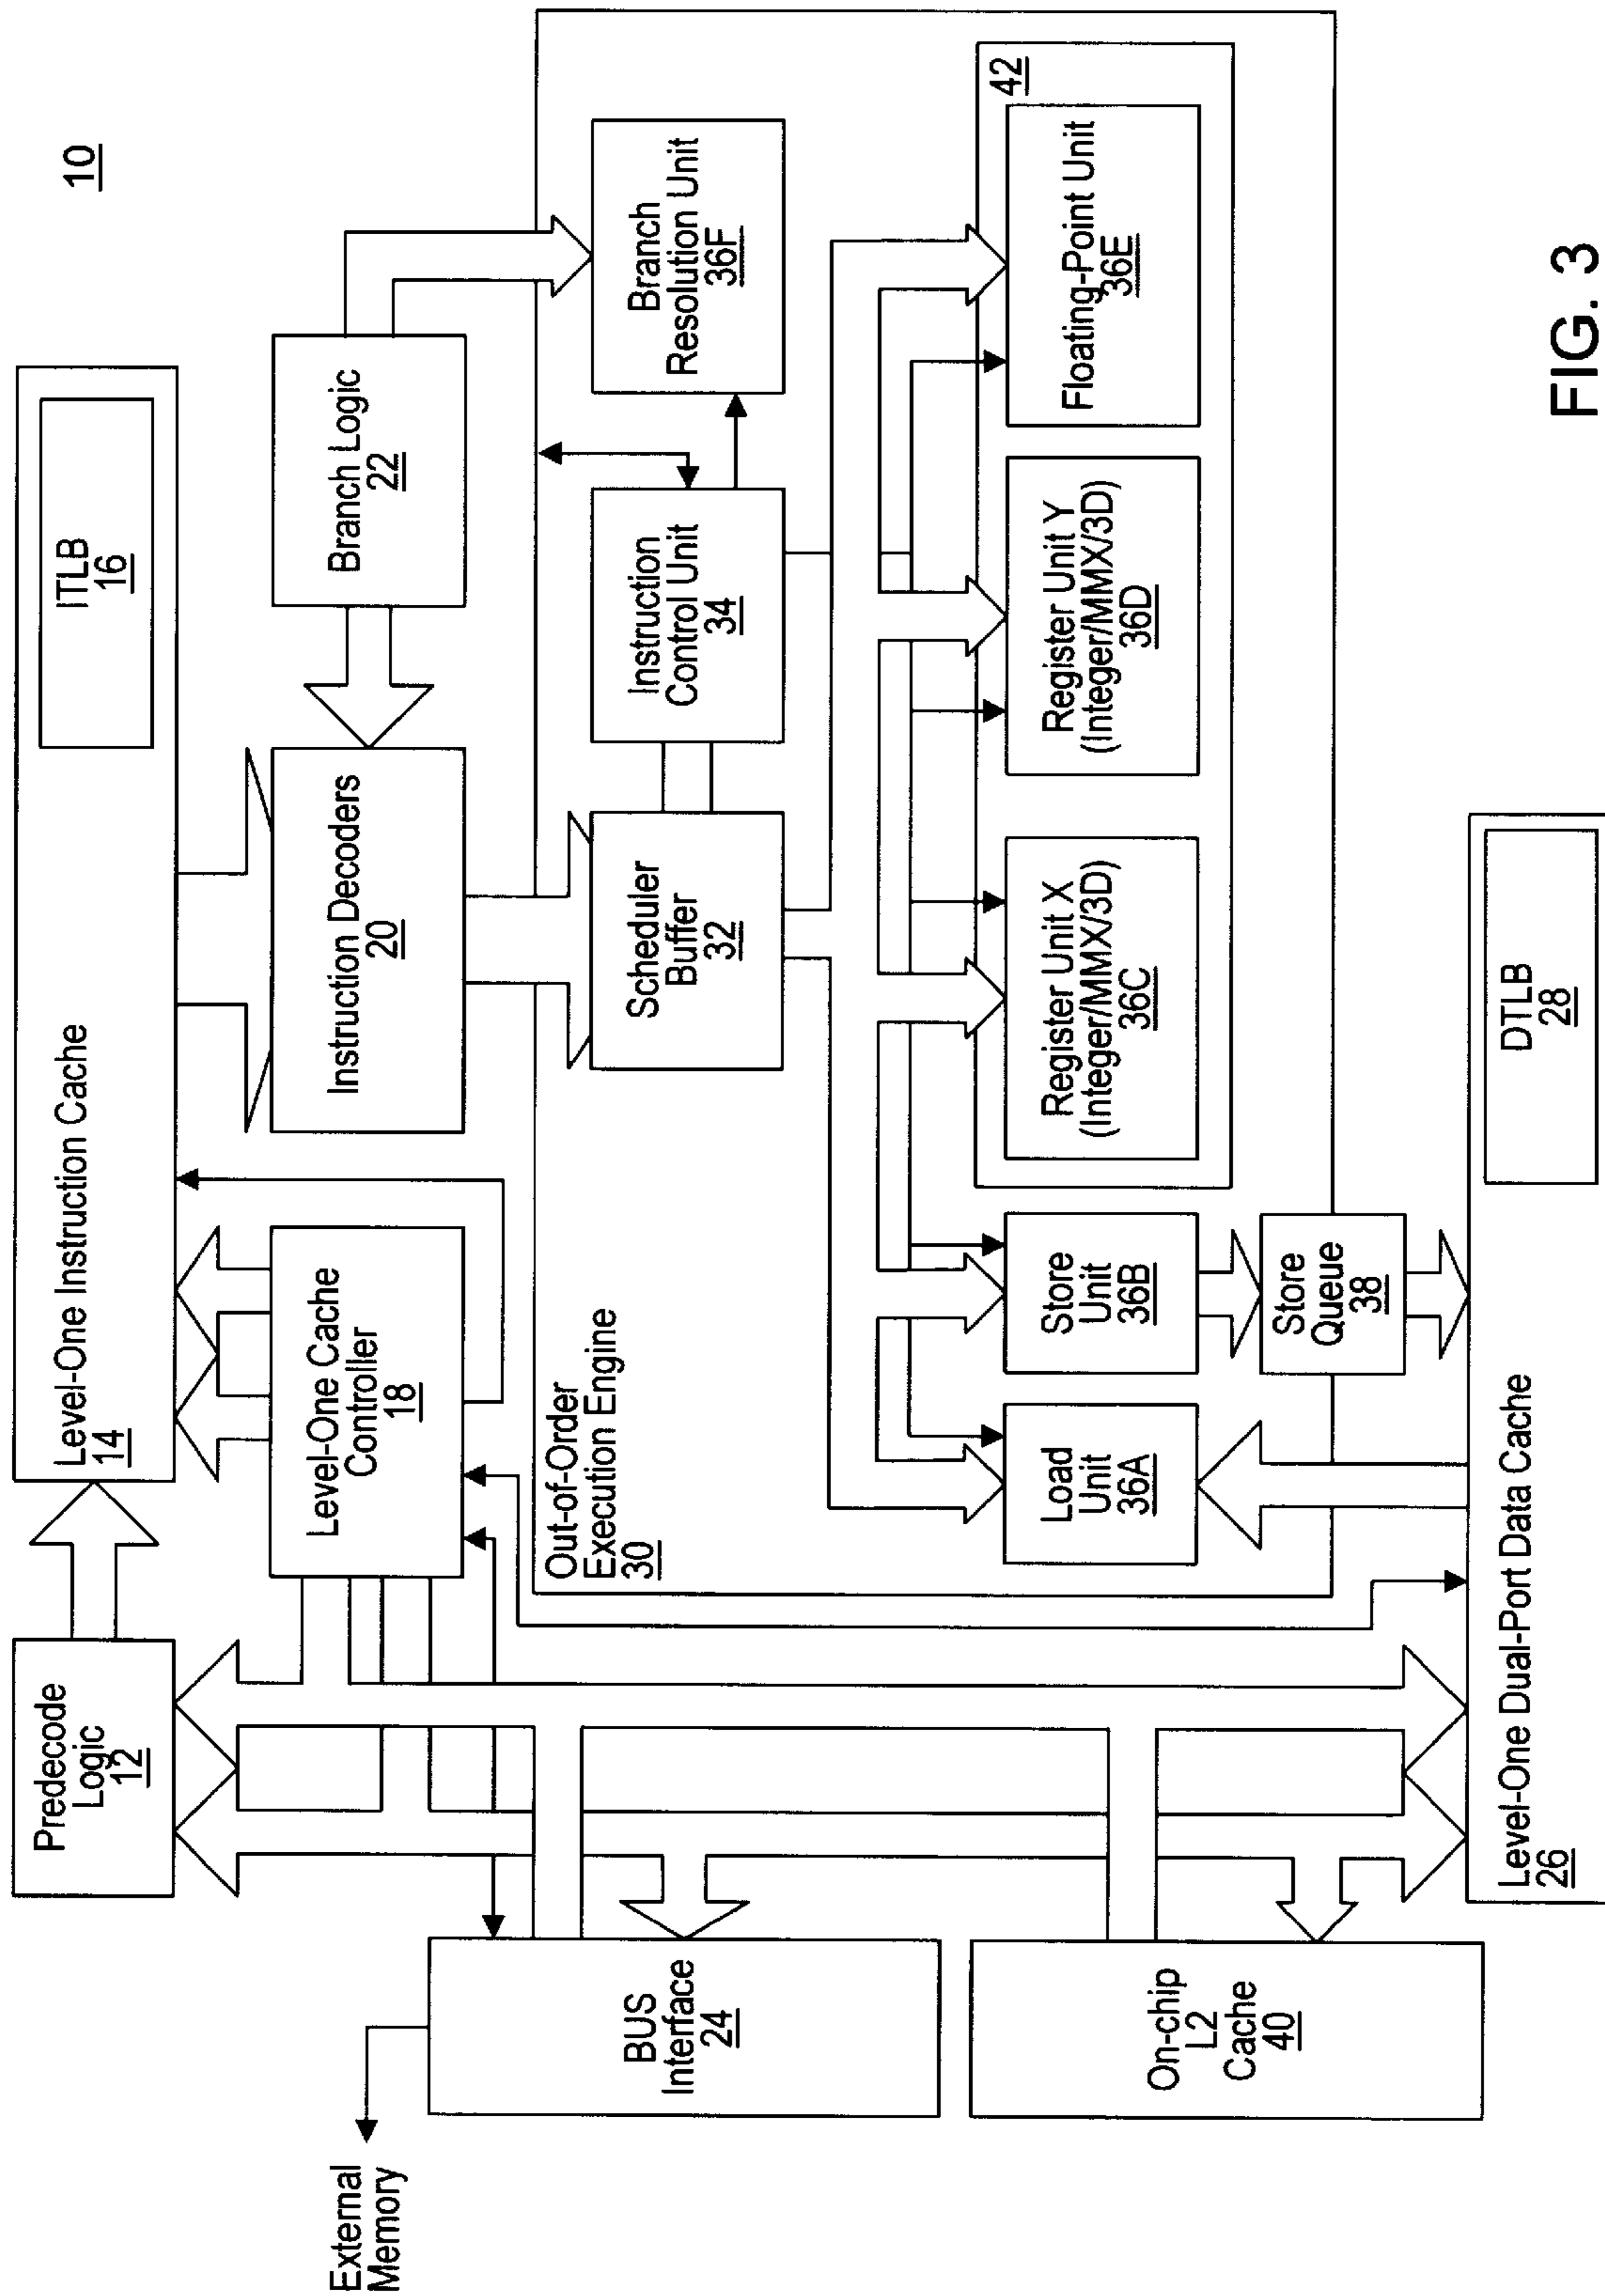 10
Predecode
Logic
12
Level-One Instruction Cache
14
ITLB
16
Level-One Cache
Controller
18
Instruction Decoders
20
Branch Logic
22
External
Memory
BUS
Interface
24
Out-of-Order
Execution Engine
30
Scheduler
Buffer
32
Instruction
Control Unit
34
Branch
Resolution Unit
36F
On-chip
L2
Cache
40
Load
Unit
36A
Store
Unit
36B
Register Unit X
(Integer/MMX/3D)
36C
Register Unit Y
(Integer/MMX/3D)
36D
Floating-Point Unit
36E
42
Store
Queue
38
Level-One Dual-Port Data Cache
26
DTLB
28
FIG. 3